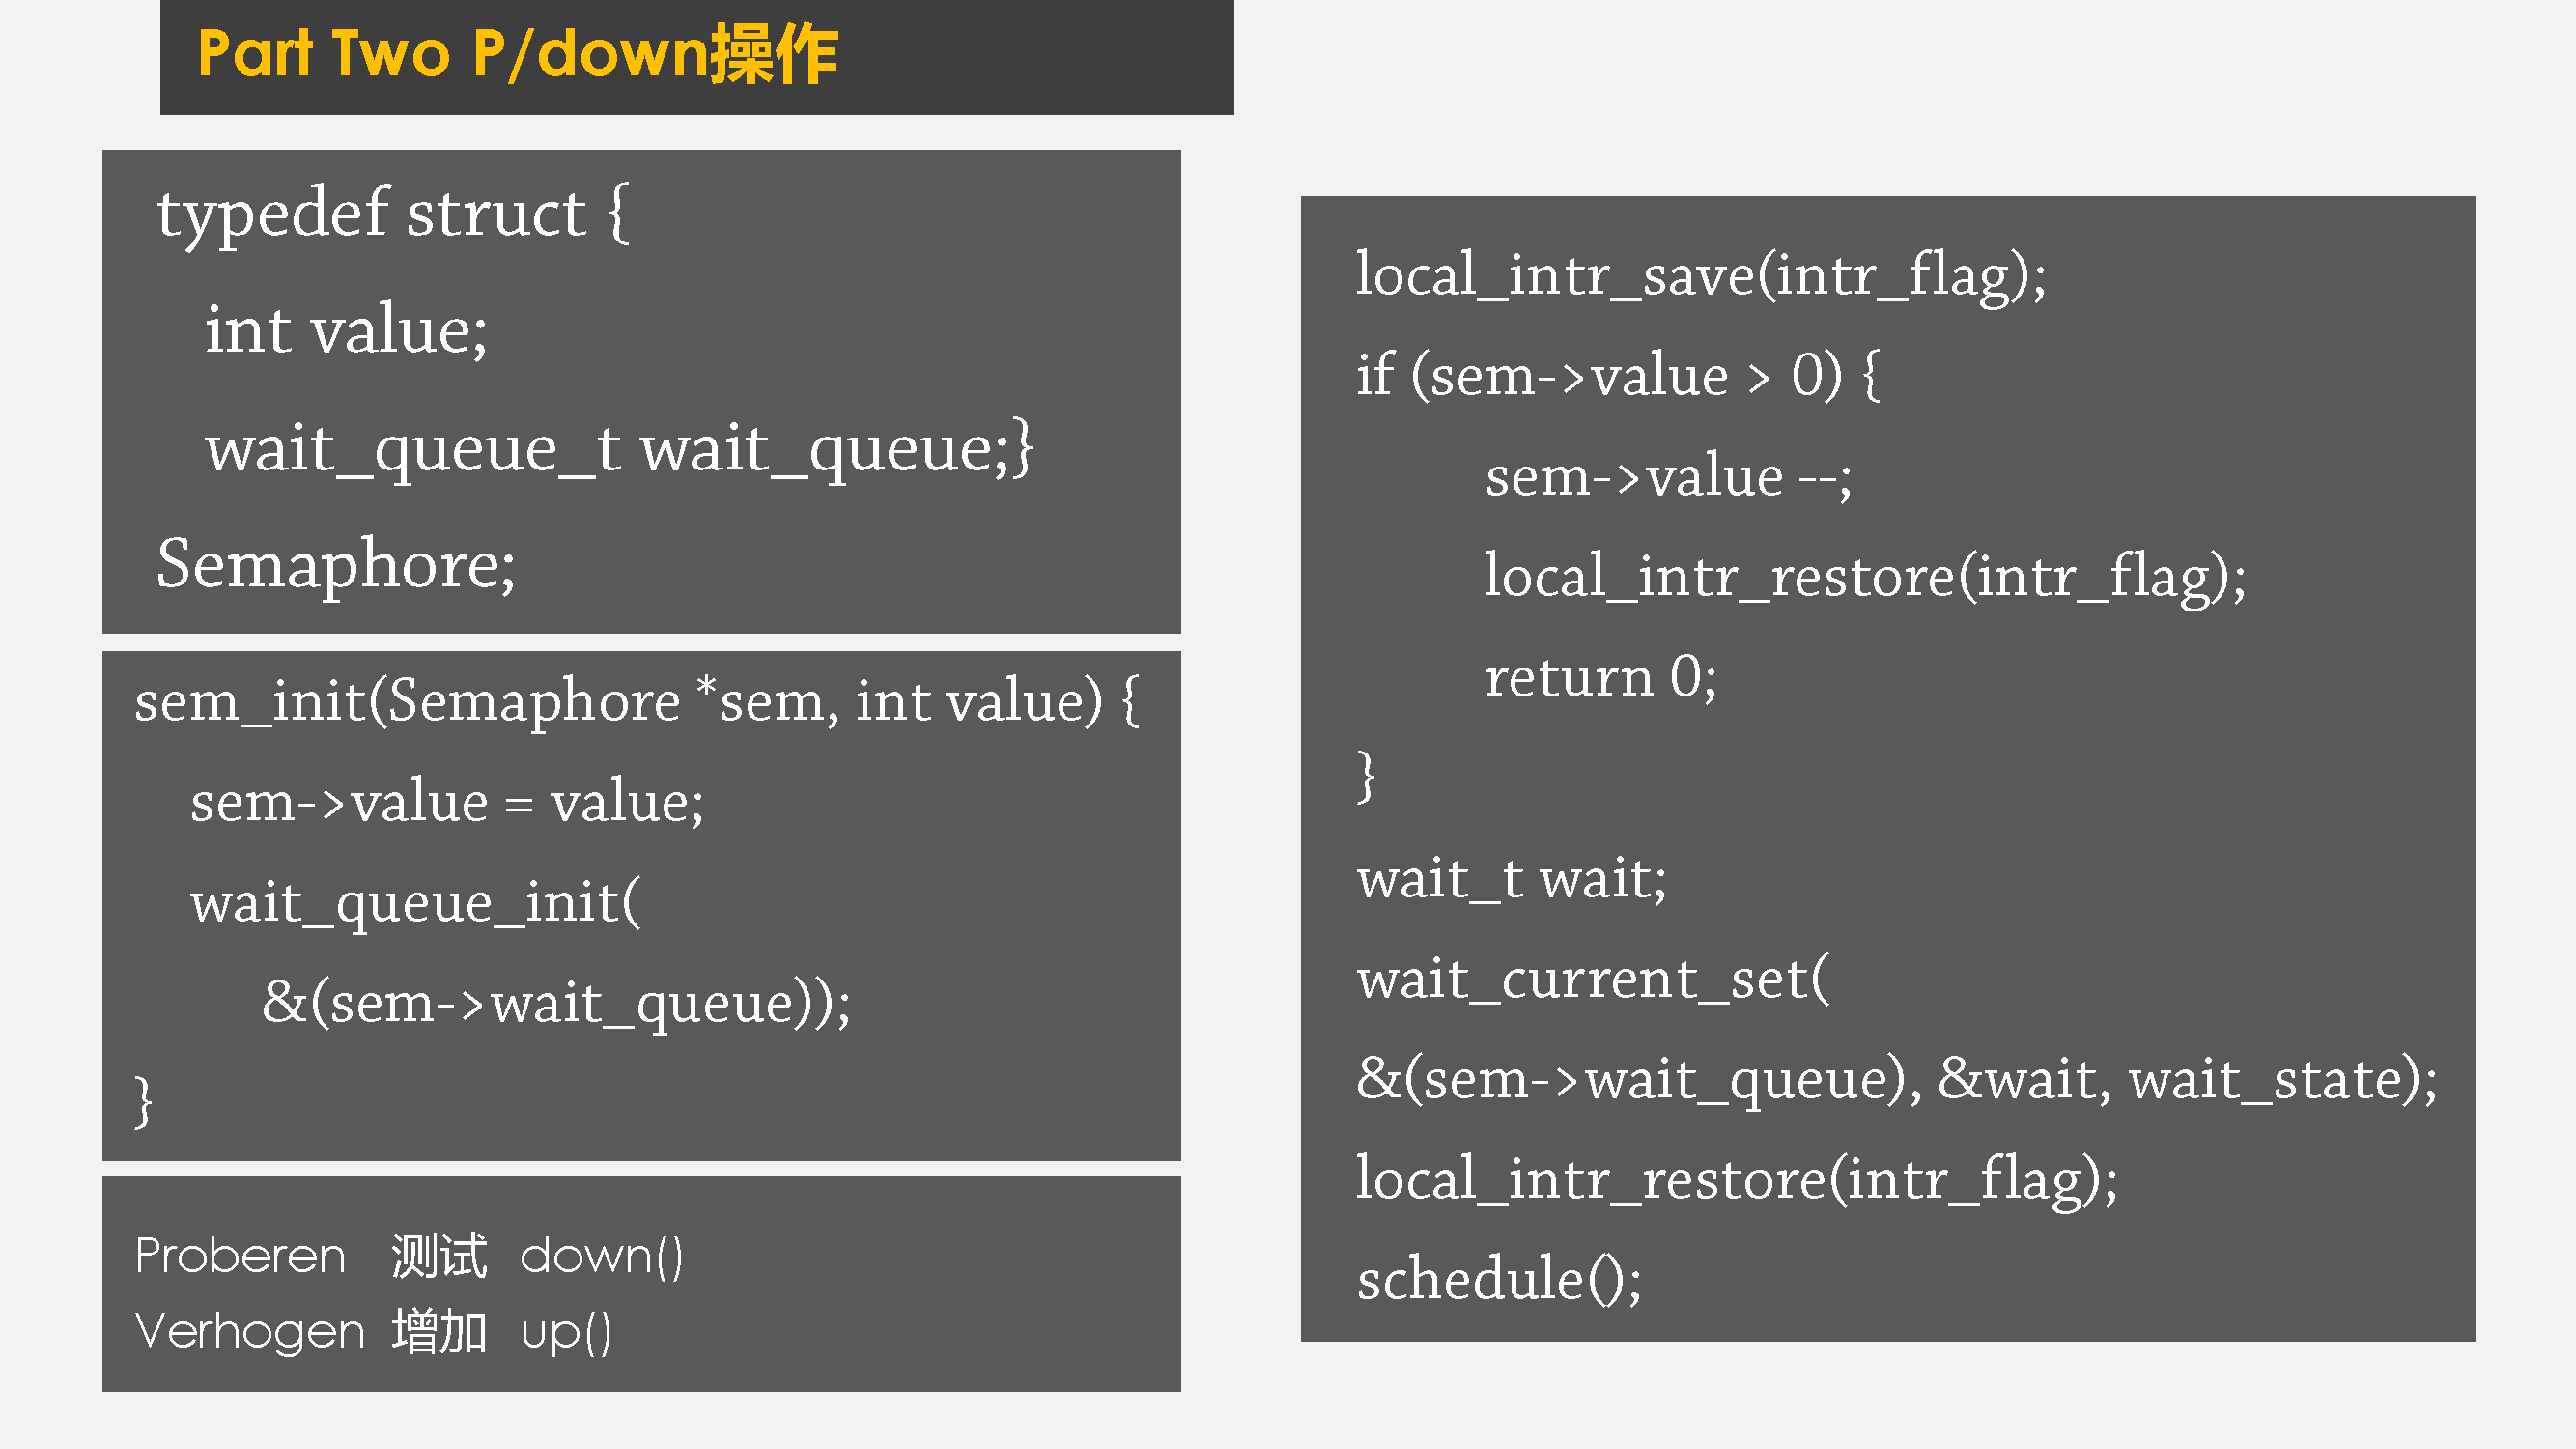 Part Two P/down操作
typedef struct {
int value;
wait_queue_t wait_queue;}
Semaphore;
sem_init(Semaphore *sem, int value) {
sem->value = value;
wait_queue_init(
&(sem->wait_queue));
}
Proberen 测试 down()
Verhogen 增加 up()
local_intr_save(intr_flag);
if (sem->value > 0) {
sem->value --;
local_intr_restore(intr_flag);
return 0;
}
wait_t wait;
wait_current_set(
&(sem->wait_queue), &wait, wait_state);
local_intr_restore(intr_flag);
schedule();